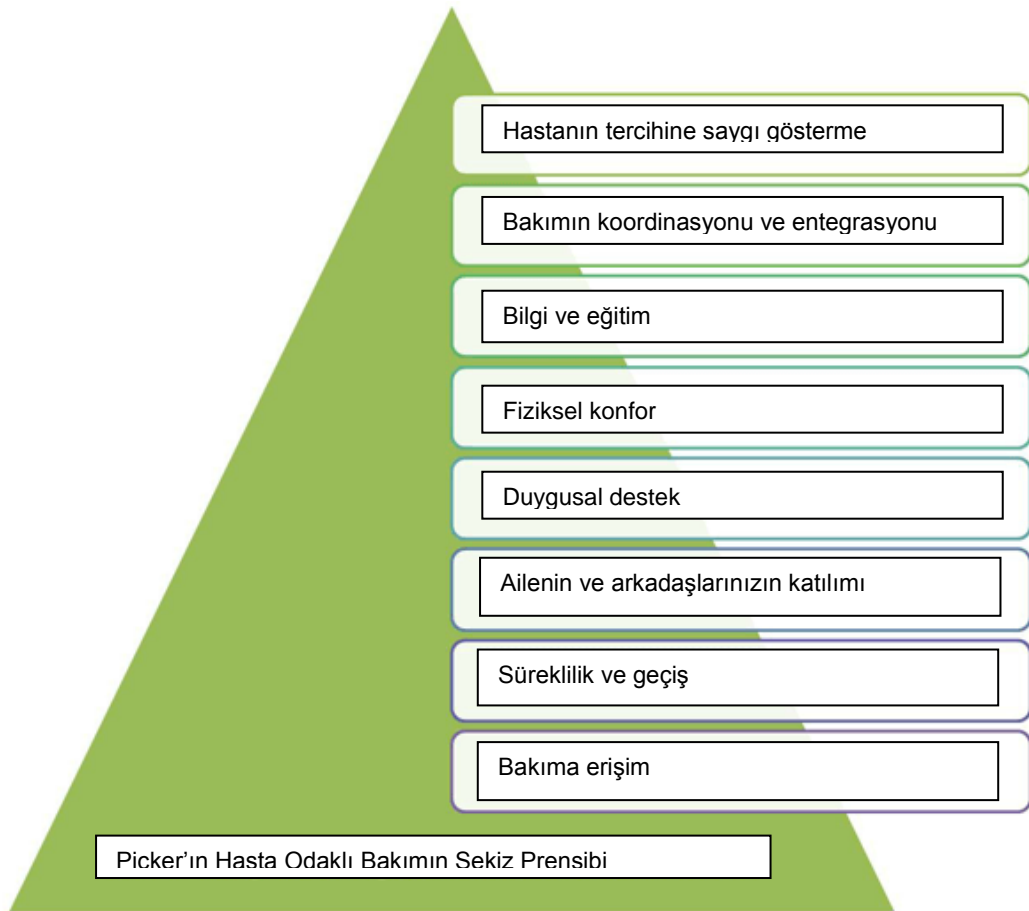 Hastanın tercihine saygı gösterme
Bakımın koordinasyonu ve entegrasyonu
Bilgi ve eğitim
Fiziksel konfor
Duygusal destek
Ailenin ve arkadaşlarınızın katılımı
Süreklilik ve geçiş
Bakıma erişim
Picker’ın Hasta Odaklı Bakımın Sekiz Prensibi